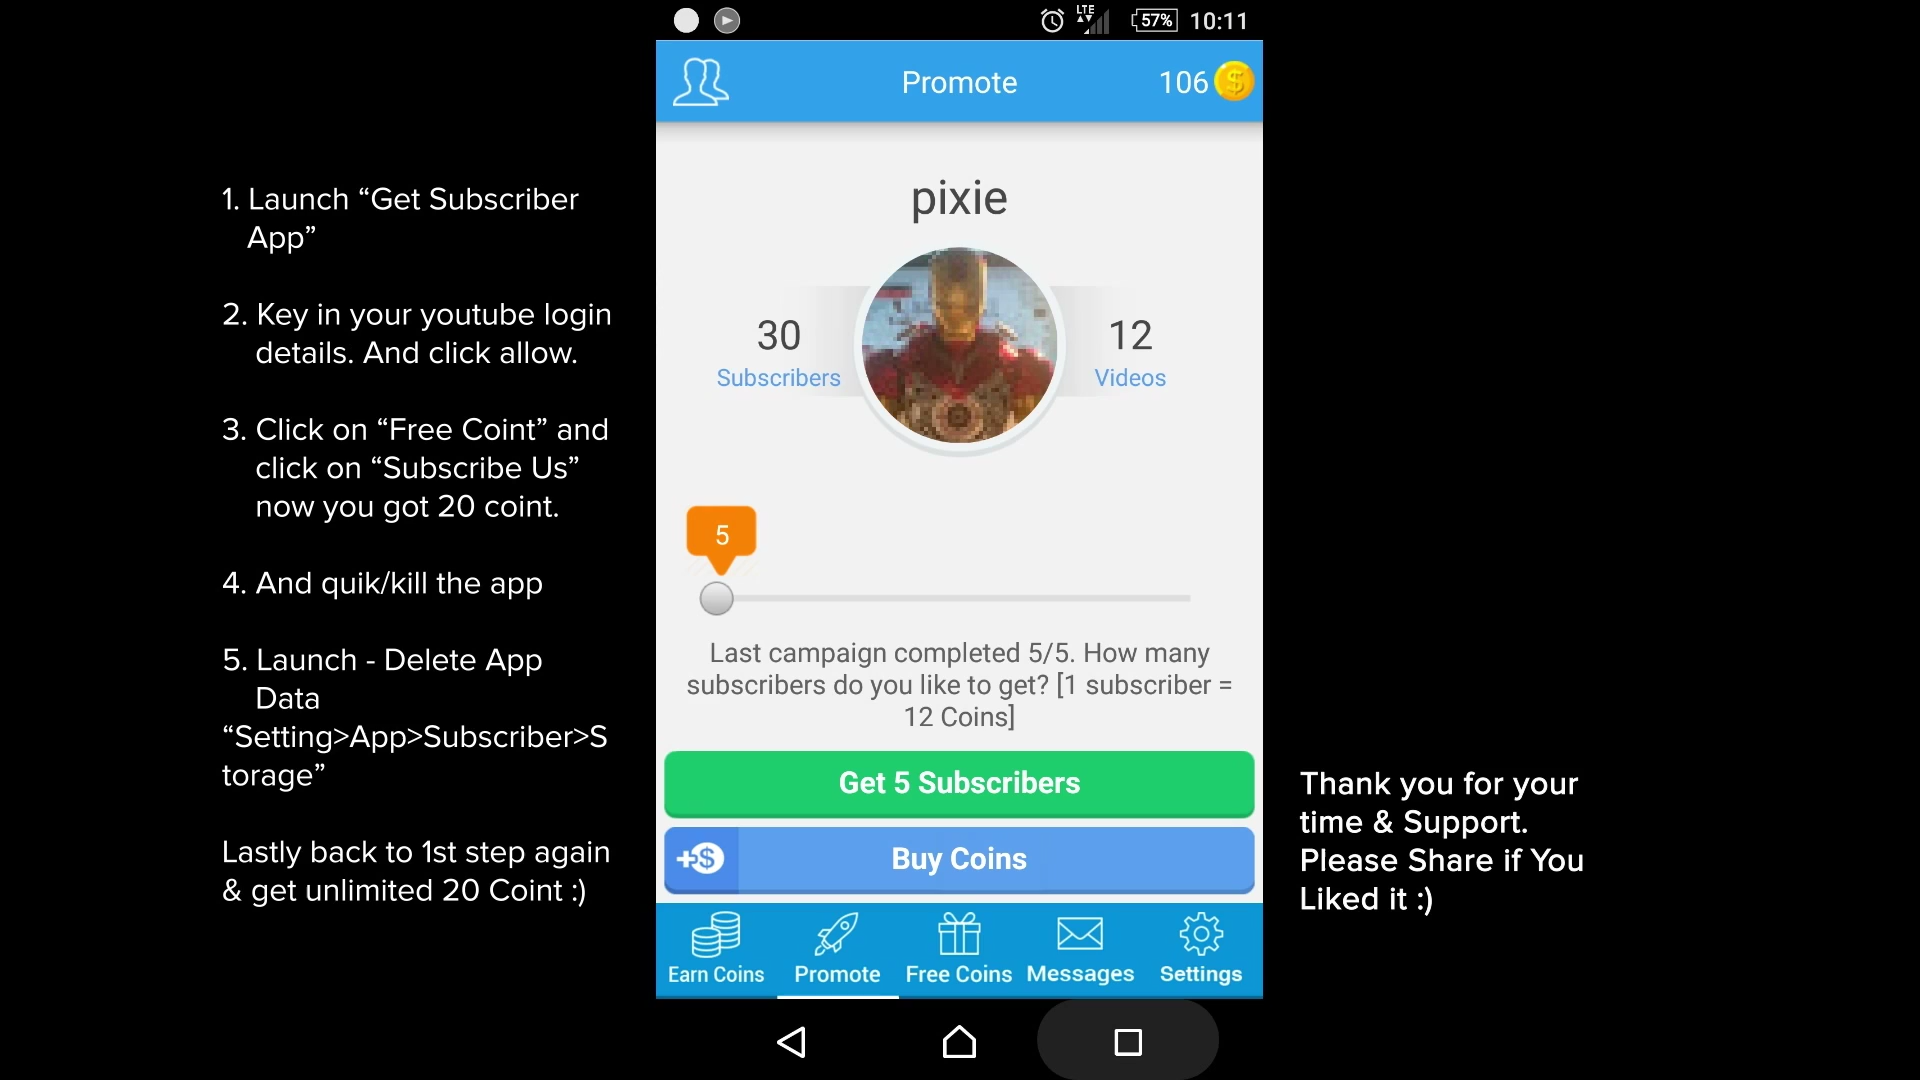 LTE
57%
10:11
Promote
106
1. Launch “Get Subscriber
App”
2. Key in your youtube login
details. And click allow.
3. Click on “Free Coint” and
click on “Subscribe Us”
now you got 20 coint.
4. And quik/kill the app
5. Launch - Delete App
Data
“Setting>App>Subscriber>S
torage”
Lastly back to 1st step again
& get unlimited 20 Coint :)
pixie
30
Subscribers
12
Videos
5
Last campaign completed 5/5. How many
subscribers do you like to get? [1 subscriber =
12 Coins]
Get 5 Subscribers
+$
Buy Coins
Earn Coins
Promote
Free Coins
Messages
Settings
Thank you for your
time & Support.
Please Share if You
Liked it :)